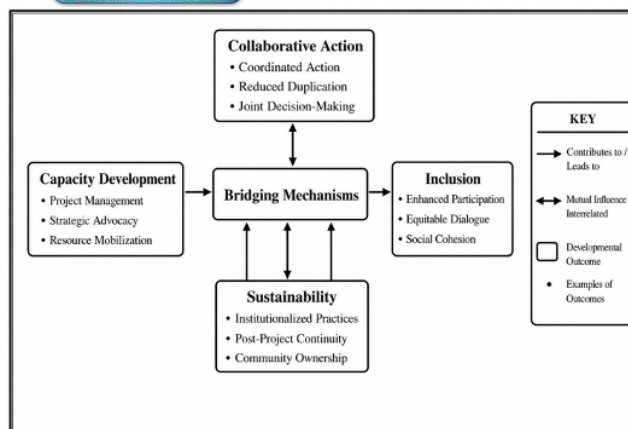 Collaborative Action
• Coordinated Action
• Reduced Duplication
• Joint Decision-Making
Capacity Development
• Project Management
• Strategic Advocacy
• Resource Mobilization
Bridging Mechanisms
Inclusion
• Enhanced Participation
• Equitable Dialogue
• Social Cohesion
Sustainability
• Institutionalized Practices
• Post-Project Continuity
• Community Ownership
KEY
Contributes to /
Leads to
Mutual Influence
Interrelated
Developmental
Outcome
Examples of
Outcomes